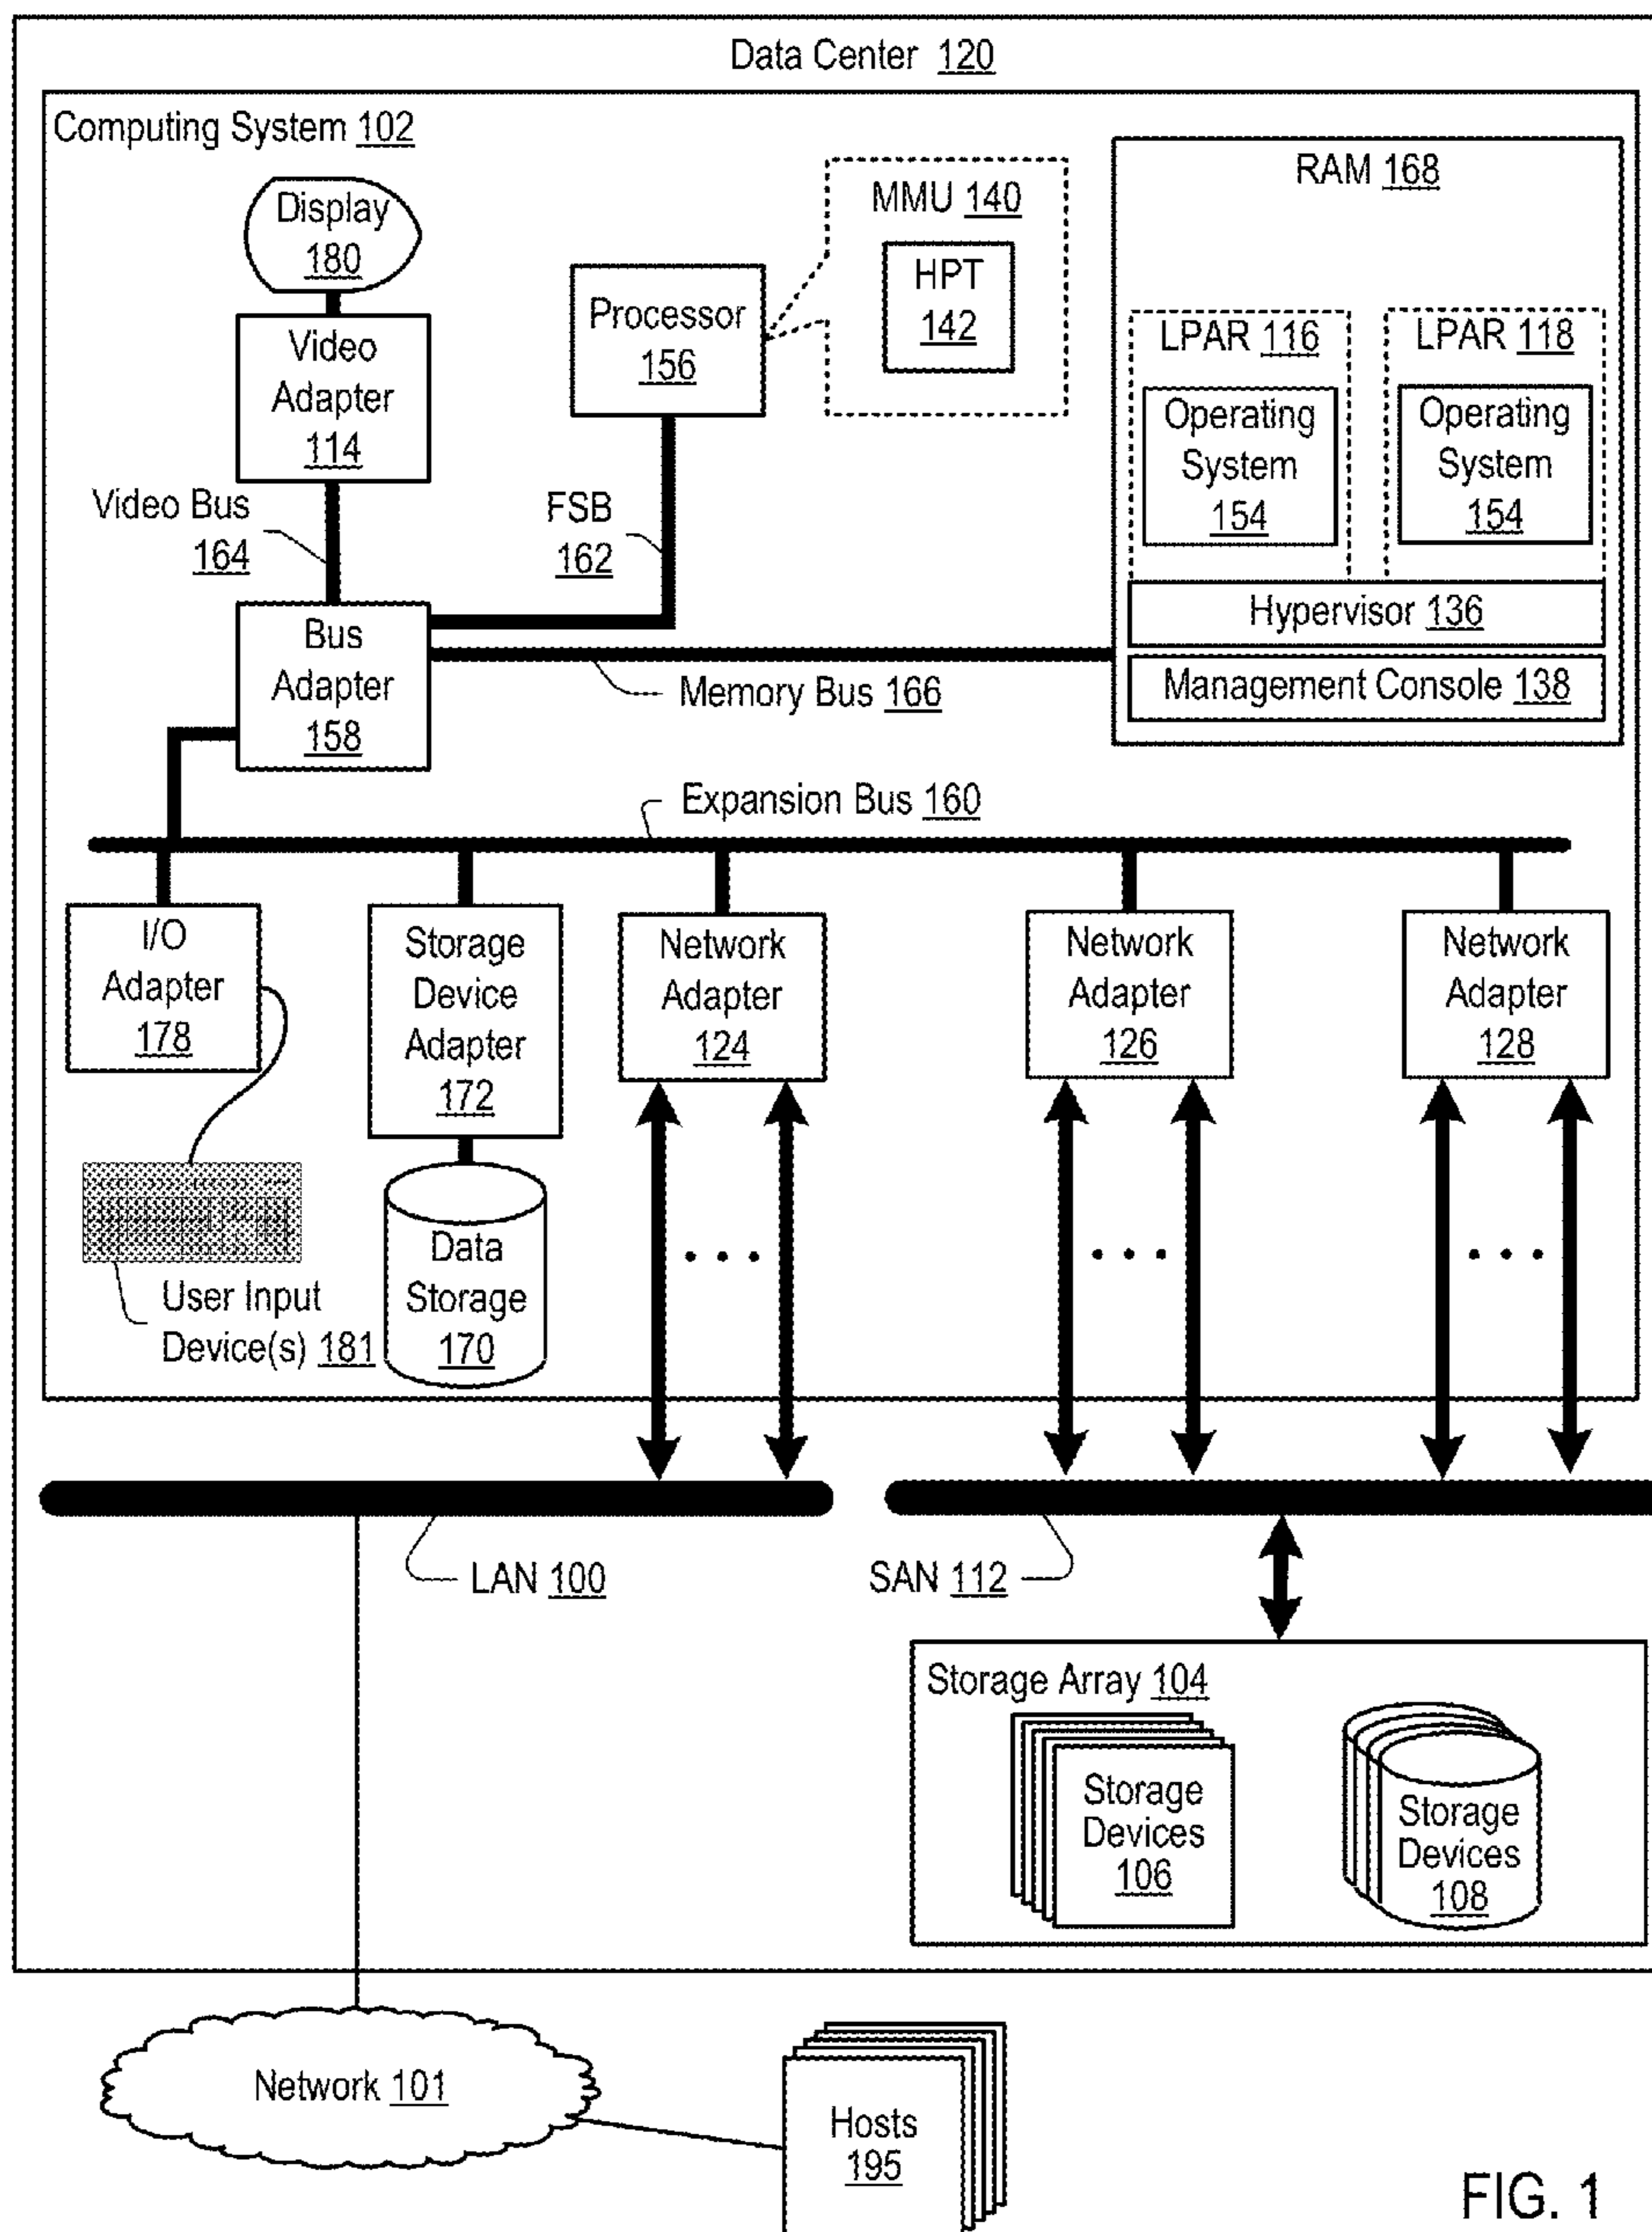 Data Center 120
Computing System 102
Display
180
Video
Adapter
114
Video Bus
164
Processor
156
MMU 140
HPT
142
FSB
162
RAM 168
LPAR 116
Operating
System
154
LPAR 118
Operating
System
154
Hypervisor 136
Management Console 138
Bus
Adapter
158
Memory Bus 166
Expansion Bus 160
I/O
Adapter
178
Storage
Device
Adapter
172
Network
Adapter
124
Network
Adapter
126
Network
Adapter
128
User Input
Device(s) 181
Data
Storage
170
. . .
. . .
. . .
LAN 100
SAN 112
Storage Array 104
Storage
Devices
106
Storage
Devices
108
Network 101
Hosts
195
FIG. 1